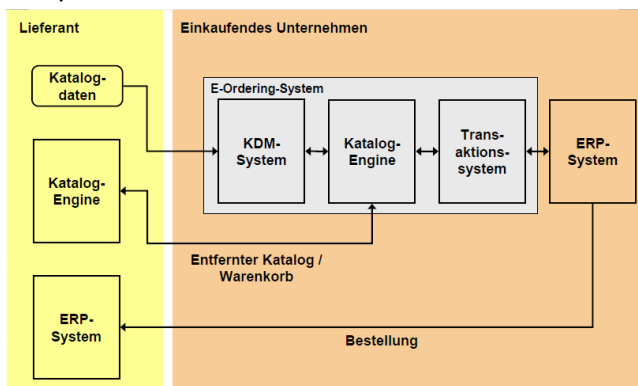 Lieferant
Einkaufendes Unternehmen
Katalog-
daten
E-Ordering-System
KDM-
System
Katalog-
Engine
Trans-
aktions-
system
ERP-
System
Katalog-
Engine
Entfernter Katalog /
Warenkorb
ERP-
System
Bestellung